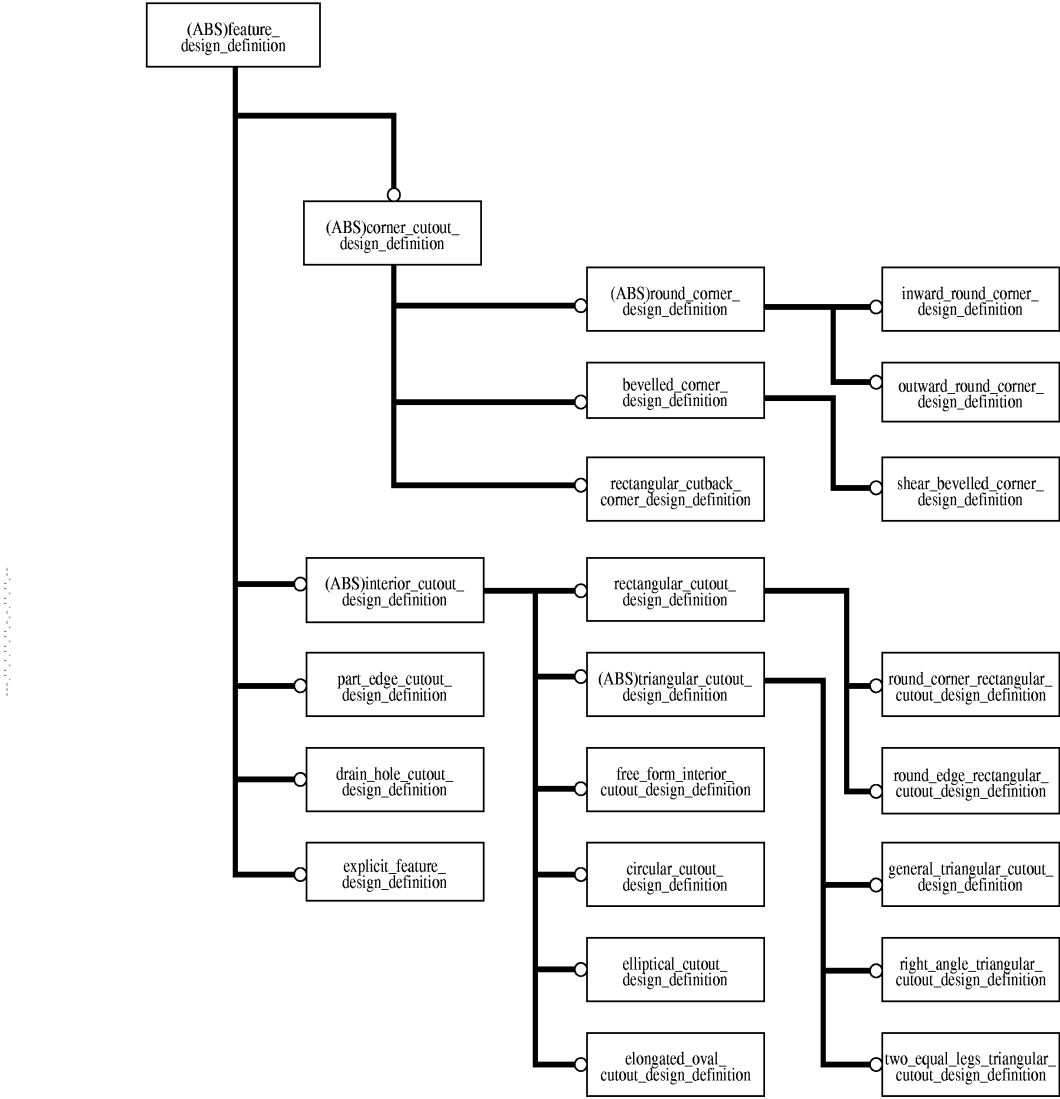 (ABS)feature_
design_definition
(ABS)corner_cutout_
design_definition
(ABS)round_corner_
design_definition
inward_round_corner_
design_definition
bevelled_corner_
design_definition
outward_round_corner_
design_definition
rectangular_cutback_
corner_design_definition
shear_bevelled_corner_
design_definition
(ABS)interior_cutout_
design_definition
rectangular_cutout_
design_definition
part_edge_cutout_
design_definition
(ABS)triangular_cutout_
design_definition
round_corner_rectangular_
cutout_design_definition
drain_hole_cutout_
design_definition
free_form_interior_
cutout_design_definition
round_edge_rectangular_
cutout_design_definition
explicit_feature_
design_definition
circular_cutout_
design_definition
general_triangular_cutout_
design_definition
elliptical_cutout_
design_definition
right_angle_triangular_
cutout_design_definition
elongated_oval_
cutout_design_definition
two_equal_legs_triangular_
cutout_design_definition